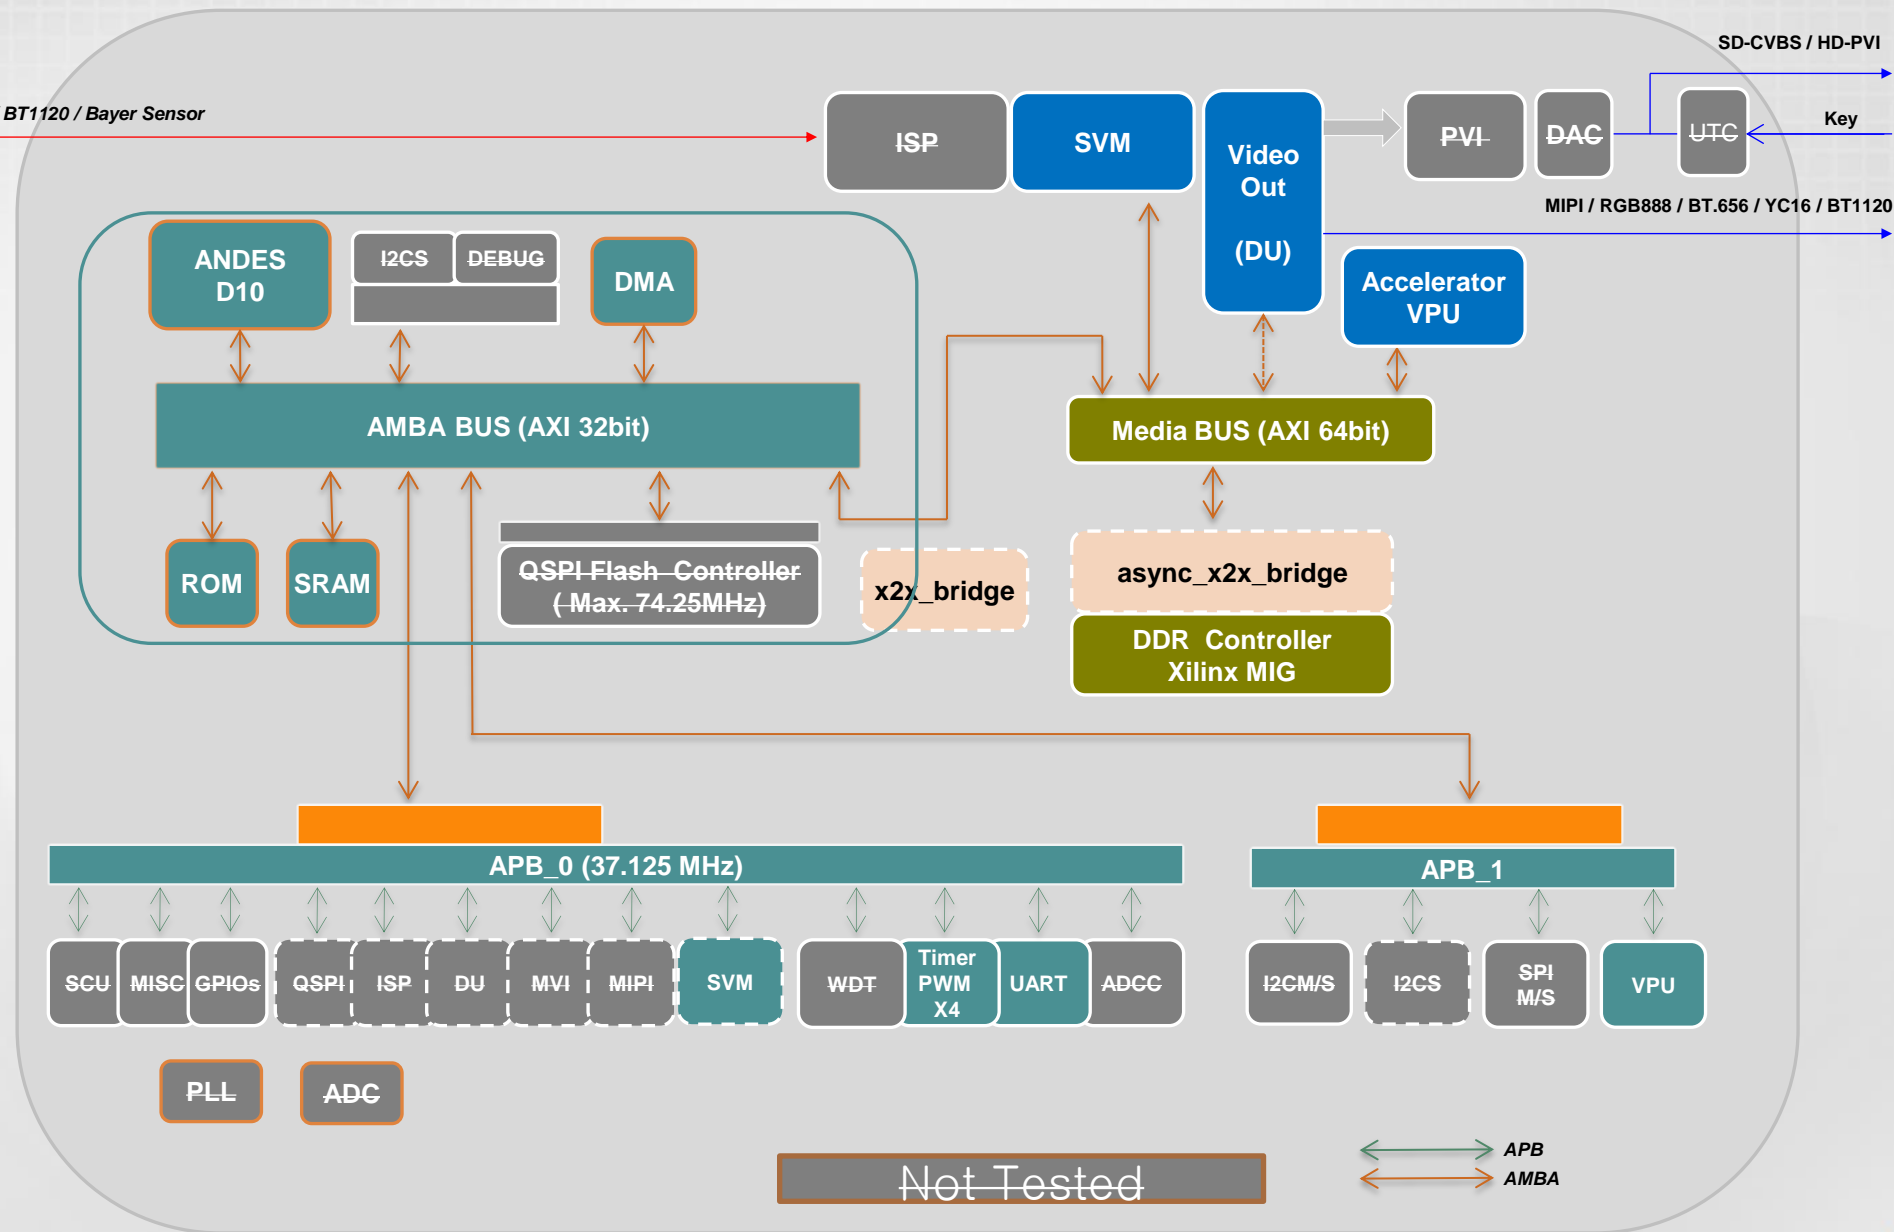 SD-CVBS / HD-PVI
BT1120 / Bayer Sensor
ISP
SVM
Video
Out
(DU)
PVI
DAC
UTC
Key
MIPI / RGB888 / BT.656 / YC16 / BT1120
ANDES
D10
I2CS
DEBUG
DMA
Accelerator
VPU
AMBA BUS (AXI 32bit)
Media BUS (AXI 64bit)
ROM
SRAM
QSPI Flash Controller
( Max. 74.25MHz)
x2x_bridge
async_x2x_bridge
DDR Controller
Xilinx MIG
APB_0 (37.125 MHz)
APB_1
SCU
MISC
GPIOs
QSPI
ISP
DU
MVI
MIPI
SVM
WDT
Timer
PWM
X4
UART
ADCC
I2CM/S
I2CS
SPI
M/S
VPU
PLL
ADC
Not Tested
APB
AMBA